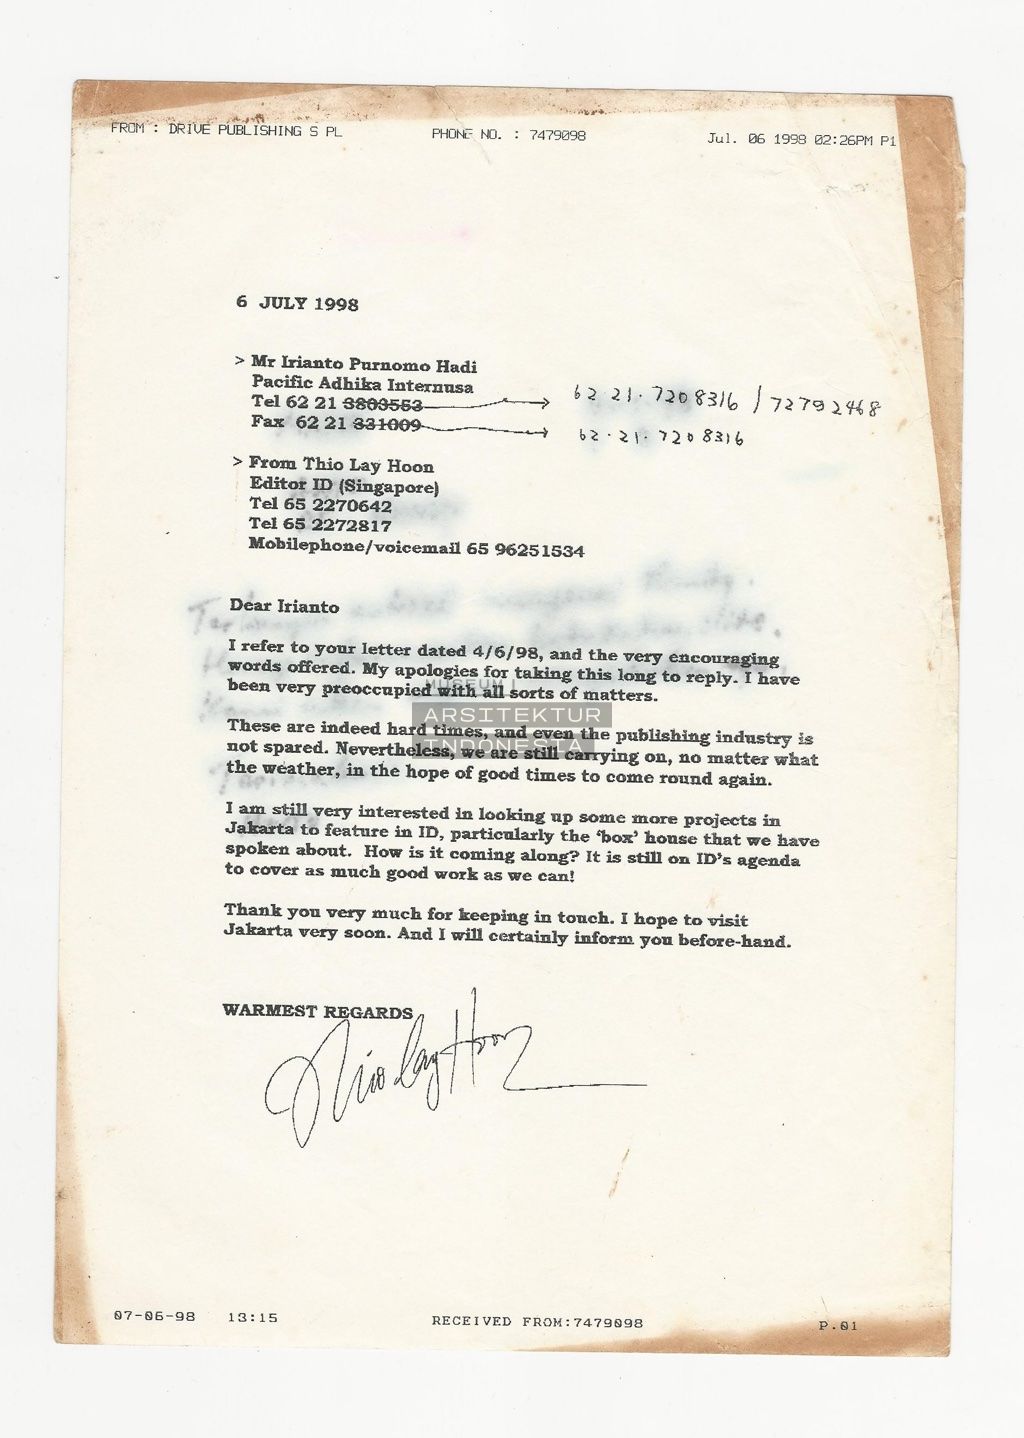 FROM : DRIVE PUBLISHING S PL PHONE NO. : 7479098 Jul. 06 1998 02:26PM P1
6 JULY 1998
> Mr Irianto Purnomo Hadi
Pacific Adhika Internusa
Tel 62 21 3803553 62 21. 7208316 / 72792468
Fax 62 21 331009 62. 21. 7208316
> From Thio Lay Hoon
Editor ID (Singapore)
Tel 65 2270642
Tel 65 2272817
Mobilephone/voicemail 65 96251534
Dear Irianto
I refer to your letter dated 4/6/98, and the very encouraging
words offered. My apologies for taking this long to reply. I have
been very preoccupied with all sorts of matters.
MUSEUM
ARSITEKTUR
INDONESIA
These are indeed hard times, and even the publishing industry is
not spared. Nevertheless, we are still carrying on, no matter what
the weather, in the hope of good times to come round again.
I am still very interested in looking up some more projects in
Jakarta to feature in ID, particularly the 'box' house that we have
spoken about. How is it coming along? It is still on ID's agenda
to cover as much good work as we can!
Thank you very much for keeping in touch. I hope to visit
Jakarta very soon. And I will certainly inform you before-hand.
WARMEST REGARDS
Thio Lay Hoon
07-06-98 13:15 RECEIVED FROM:7479098 P.01